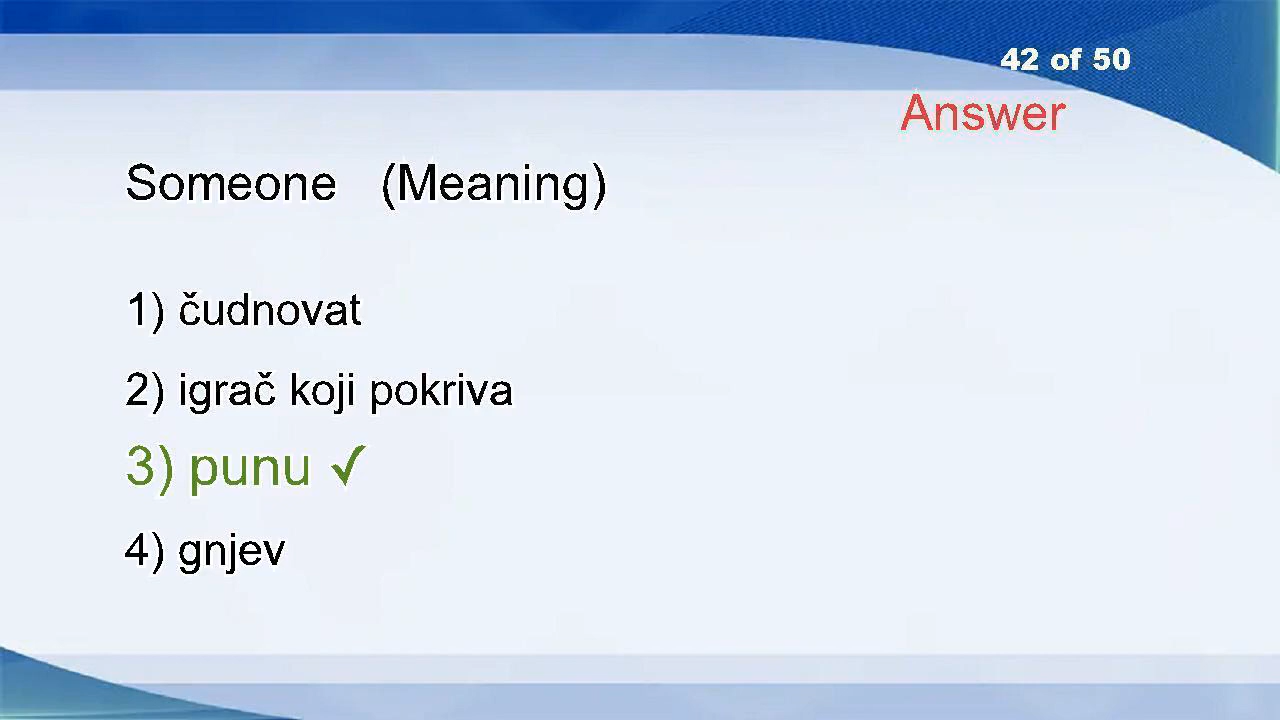 42 of 50
Answer
Someone (Meaning)
1) čudnovat
2) igrač koji pokriva
3) punu ✓
4) gnjev